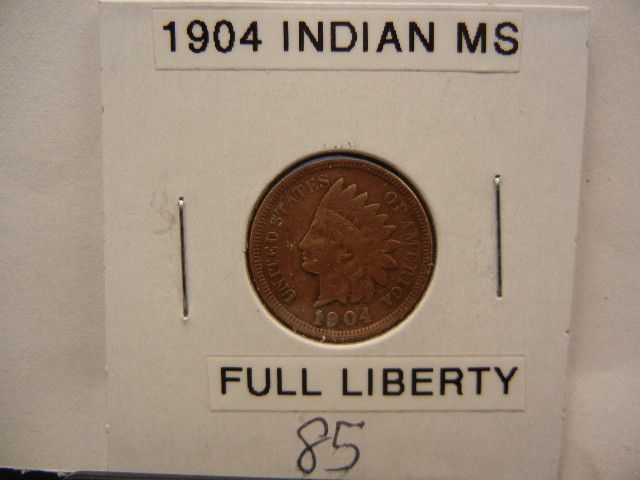 1904 INDIAN MS
UNITED STATES OF AMERICA
1904
FULL LIBERTY
85